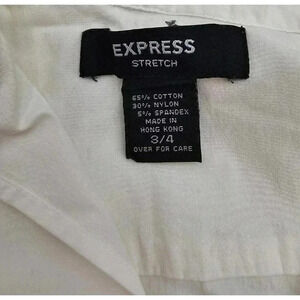 EXPRESS
STRETCH
65% COTTON
30% NYLON
5% SPANDEX
MADE IN
HONG KONG
3/4
OVER FOR CARE